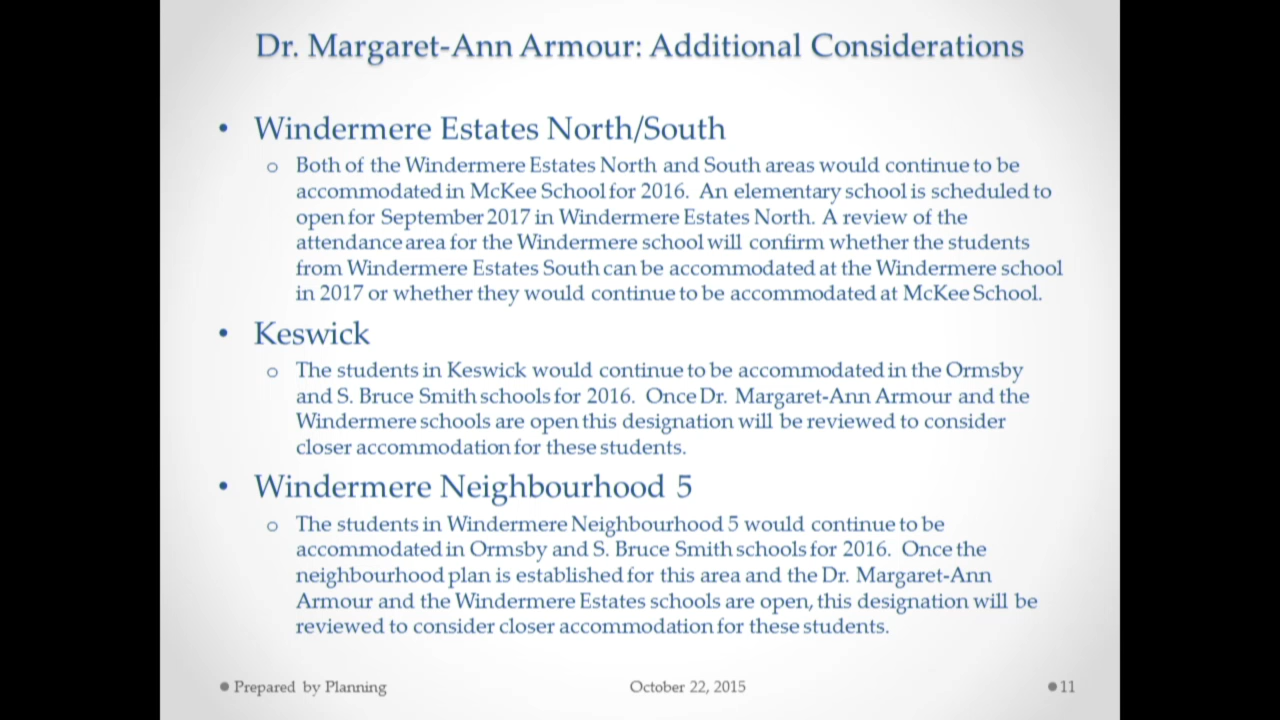 Dr. Margaret-Ann Armour: Additional Considerations
• Windermere Estates North/South
o Both of the Windermere Estates North and South areas would continue to be
accommodated in McKee School for 2016. An elementary school is scheduled to
open for September 2017 in Windermere Estates North. A review of the
attendance area for the Windermere school will confirm whether the students
from Windermere Estates South can be accommodated at the Windermere school
in 2017 or whether they would continue to be accommodated at McKee School.
• Keswick
o The students in Keswick would continue to be accommodated in the Ormsby
and S. Bruce Smith schools for 2016. Once Dr. Margaret-Ann Armour and the
Windermere schools are open this designation will be reviewed to consider
closer accommodation for these students.
• Windermere Neighbourhood 5
o The students in Windermere Neighbourhood 5 would continue to be
accommodated in Ormsby and S. Bruce Smith schools for 2016. Once the
neighbourhood plan is established for this area and the Dr. Margaret-Ann
Armour and the Windermere Estates schools are open, this designation will be
reviewed to consider closer accommodation for these students.
● Prepared by Planning October 22, 2015 ● 11